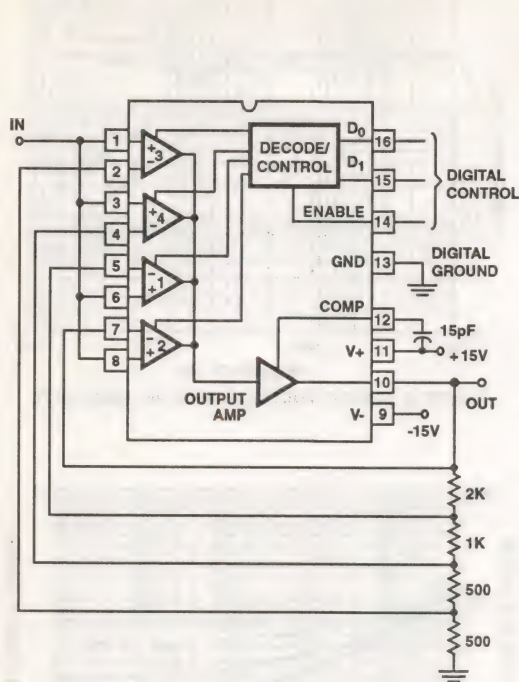 IN
1
2
3
4
5
6
7
8
+
3
−
+
4
−
−
1
+
−
2
+
DECODE/
CONTROL
D0
D1
ENABLE
GND
COMP
V+
V-
OUTPUT
AMP
16
15
14
13
12
11
10
9
DIGITAL
CONTROL
DIGITAL
GROUND
15pF
+15V
OUT
-15V
2K
1K
500
500